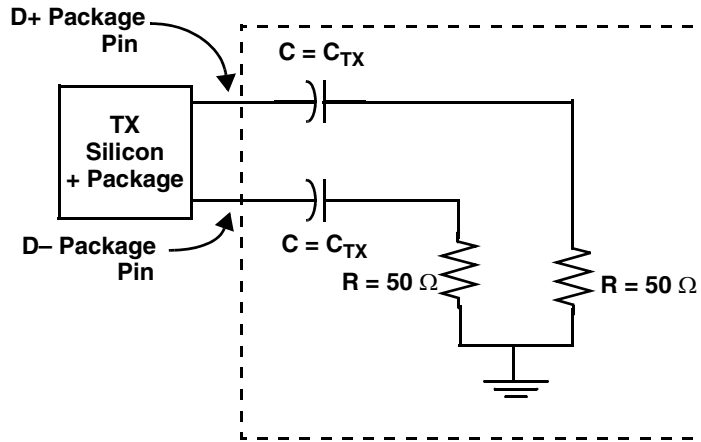 D+ Package
Pin
C = CTX
TX
Silicon
+ Package
D– Package
Pin
C = CTX
R = 50 Ω
R = 50 Ω